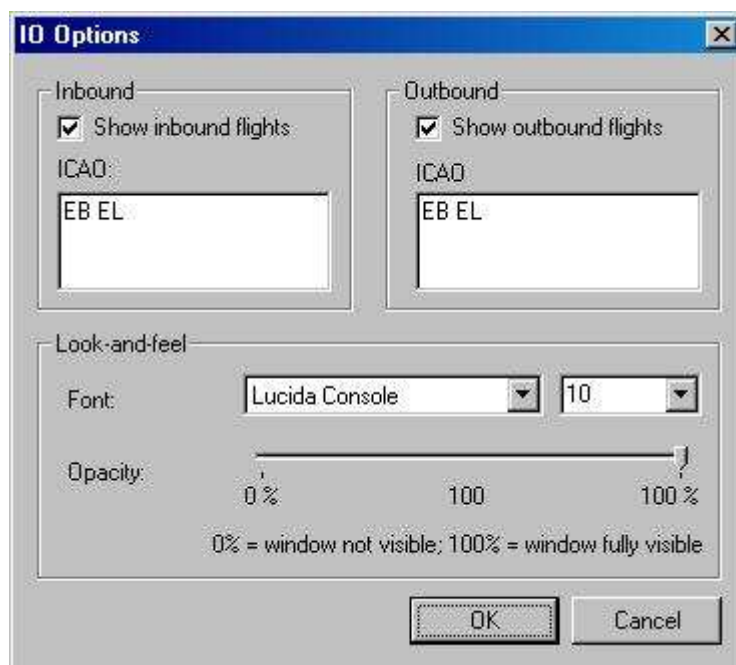 IO Options
Inbound
Show inbound flights
ICAO:
EB EL
Outbound
Show outbound flights
ICAO
EB EL
Look-and-feel
Font: Lucida Console 10
Opacity:
0 % 100 100 %
0% = window not visible; 100% = window fully visible
OK Cancel